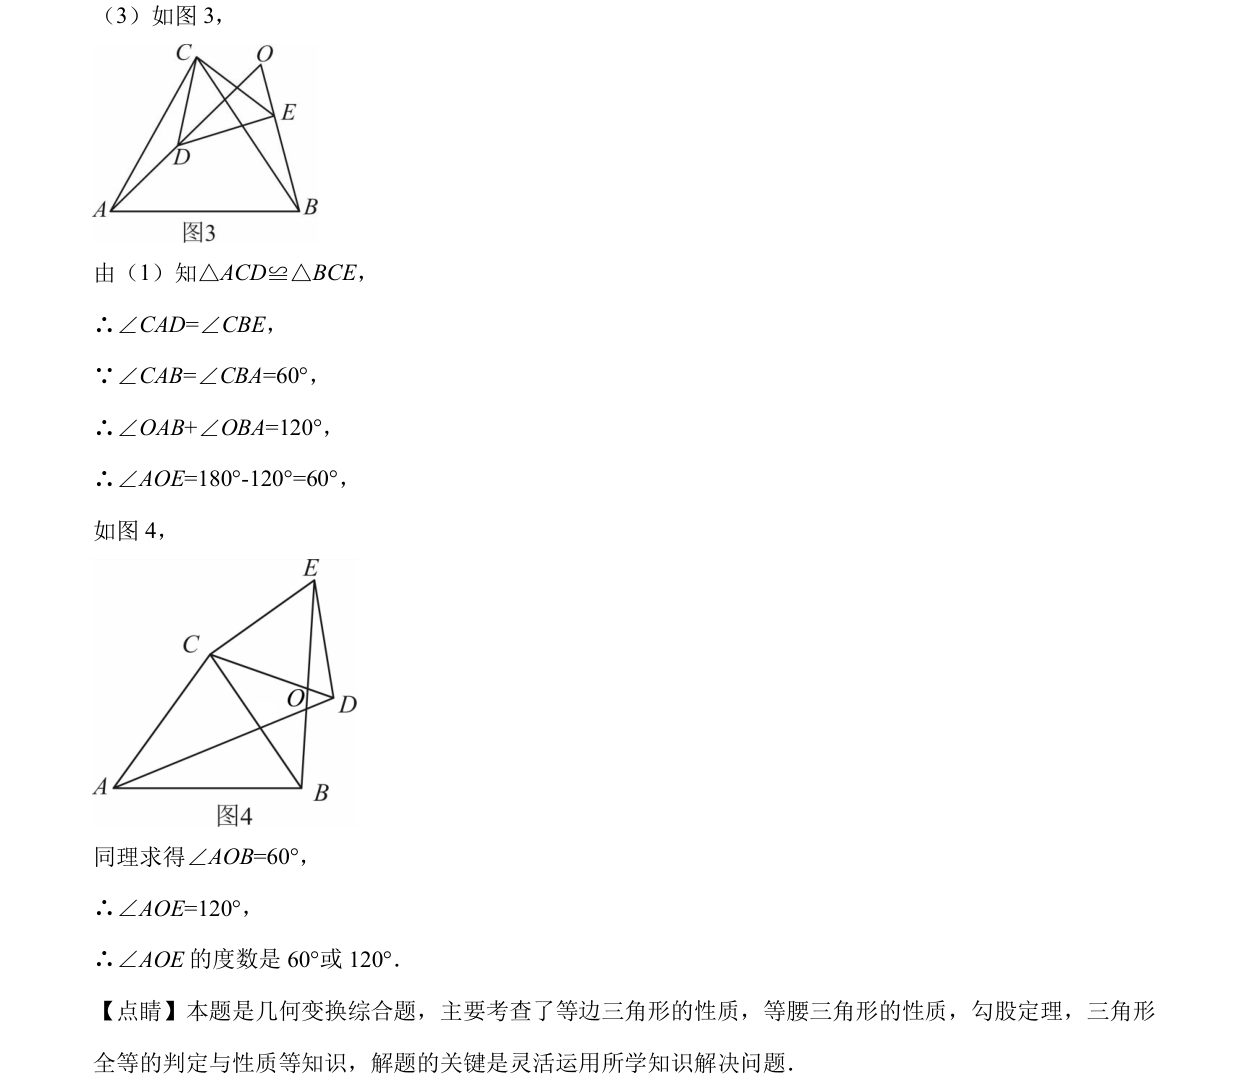 （3）如图 3，
C
O
E
D
A
B
图3
由（1）知△ACD≌△BCE，
∴∠CAD=∠CBE，
∵∠CAB=∠CBA=60°，
∴∠OAB+∠OBA=120°，
∴∠AOE=180°-120°=60°，
如图 4，
E
C
O
D
A
B
图4
同理求得∠AOB=60°，
∴∠AOE=120°，
∴∠AOE 的度数是 60°或 120°．
【点睛】本题是几何变换综合题，主要考查了等边三角形的性质，等腰三角形的性质，勾股定理，三角形
全等的判定与性质等知识，解题的关键是灵活运用所学知识解决问题．